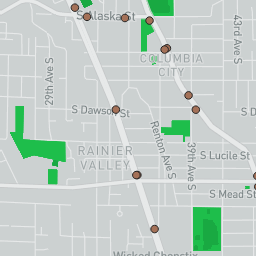 S Alaska St
43rd Ave S
COLUMBIA
CITY
29th Ave S
S Dawson St
S D
Renton Ave S
39th Ave S
RAINIER
VALLEY
S Lucile St
S Mead St